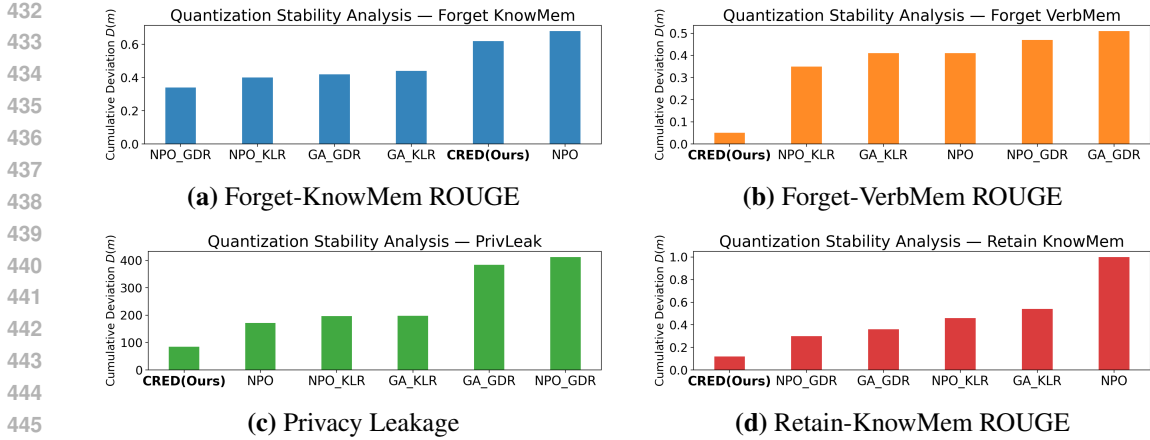 432
433
434
435
436
437
438
439
440
441
442
443
444
445
Quantization Stability Analysis — Forget KnowMem
Cumulative Deviation D(m)
0.6
0.4
0.2
0.0
NPO_GDR NPO_KLR GA_GDR GA_KLR CRED(Ours) NPO
(a) Forget-KnowMem ROUGE
Quantization Stability Analysis — Forget VerbMem
Cumulative Deviation D(m)
0.5
0.4
0.3
0.2
0.1
0.0
CRED(Ours) NPO_KLR GA_KLR NPO NPO_GDR GA_GDR
(b) Forget-VerbMem ROUGE
Quantization Stability Analysis — PrivLeak
Cumulative Deviation D(m)
400
300
200
100
0
CRED(Ours) NPO NPO_KLR GA_KLR GA_GDR NPO_GDR
(c) Privacy Leakage
Quantization Stability Analysis — Retain KnowMem
Cumulative Deviation D(m)
1.0
0.8
0.6
0.4
0.2
0.0
CRED(Ours) NPO_GDR GA_GDR NPO_KLR GA_KLR NPO
(d) Retain-KnowMem ROUGE